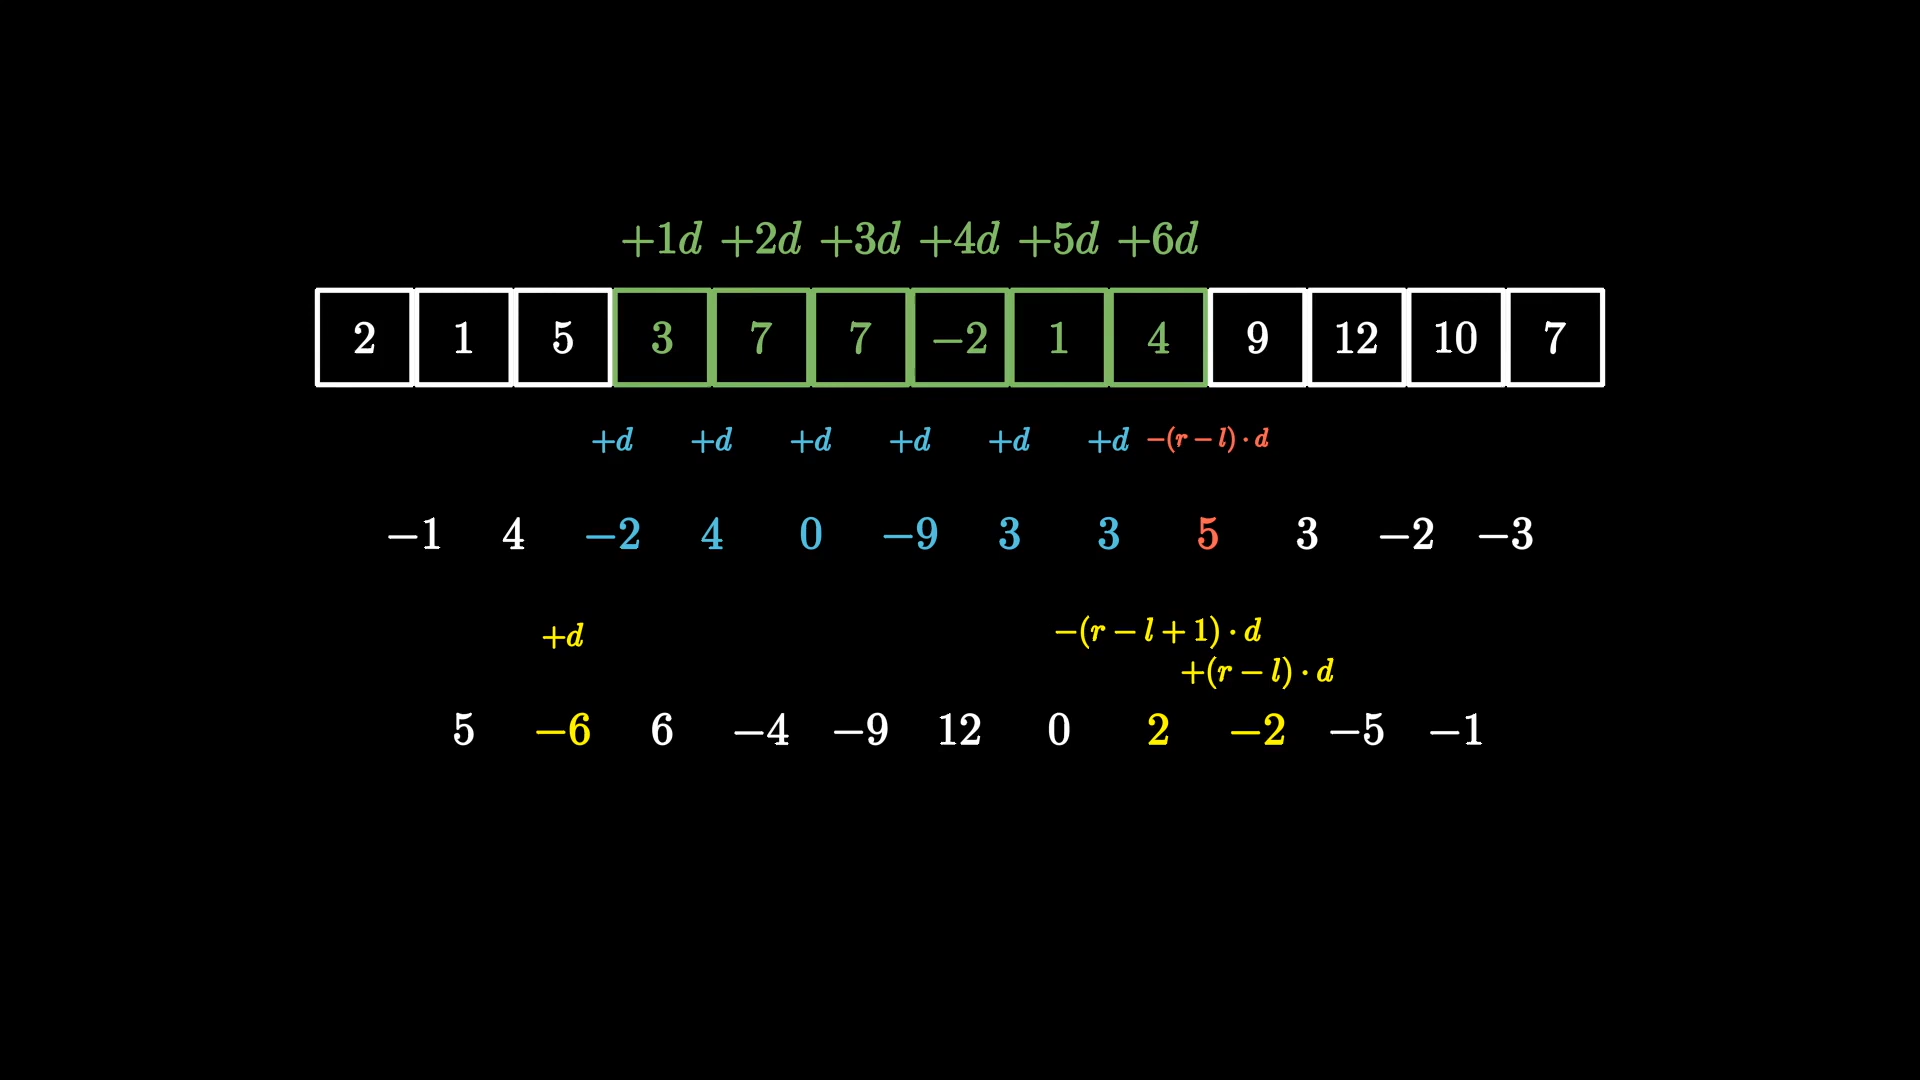 +1d +2d +3d +4d +5d +6d
2 1 5 3 7 7 −2 1 4 9 12 10 7
+d +d +d +d +d +d −(r − l) · d
−1 4 −2 4 0 −9 3 3 5 3 −2 −3
+d −(r − l + 1) · d
+(r − l) · d
5 −6 6 −4 −9 12 0 2 −2 −5 −1